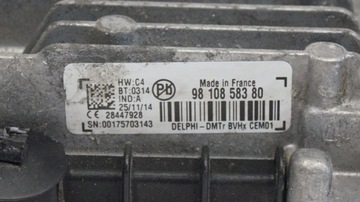 HW:C4
BT:0314
IND:A
25/11/14
CE 28447928
SN:00175703143
Made in France
98 108 583 80
DELPHI - DMTr BVHx CEM01